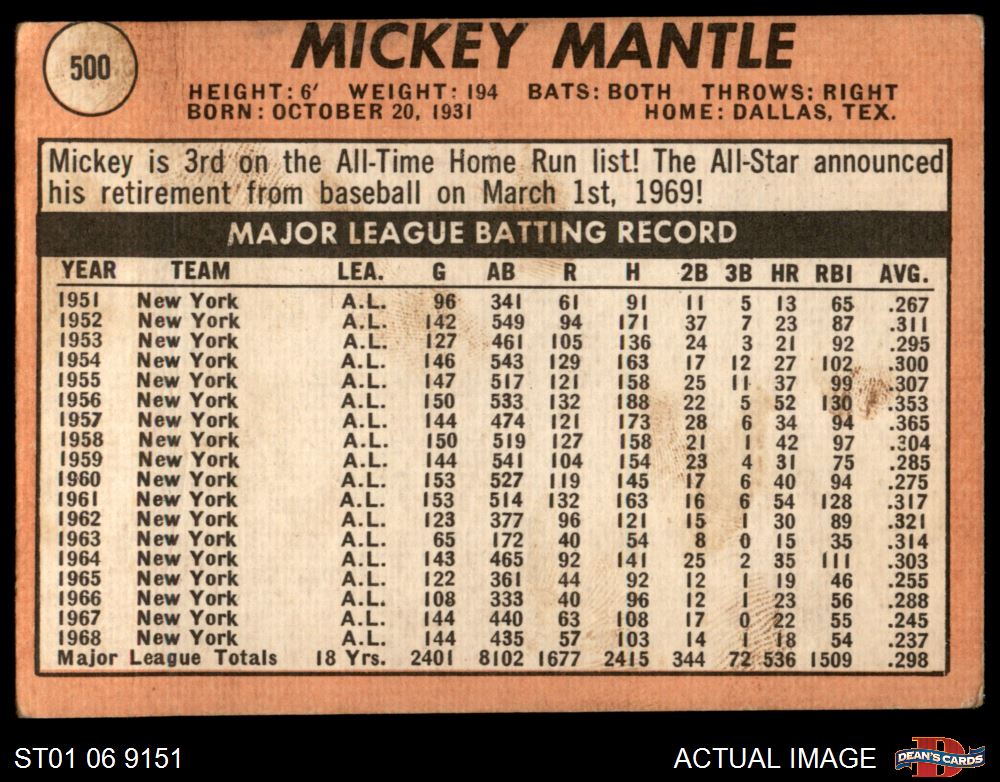 500
MICKEY MANTLE
HEIGHT: 6' WEIGHT: 194 BATS: BOTH THROWS: RIGHT
BORN: OCTOBER 20, 1931 HOME: DALLAS, TEX.
Mickey is 3rd on the All-Time Home Run list! The All-Star announced
his retirement from baseball on March 1st, 1969!
MAJOR LEAGUE BATTING RECORD
YEAR TEAM LEA. G AB R H 2B 3B HR RBI AVG.
1951 New York A.L. 96 341 61 91 11 5 13 65 .267
1952 New York A.L. 142 549 94 171 37 7 23 87 .311
1953 New York A.L. 127 461 105 136 24 3 21 92 .295
1954 New York A.L. 146 543 129 163 17 12 27 102 .300
1955 New York A.L. 147 517 121 158 25 11 37 99 .307
1956 New York A.L. 150 533 132 188 22 5 52 130 .353
1957 New York A.L. 144 474 121 173 28 6 34 94 .365
1958 New York A.L. 150 519 127 158 21 1 42 97 .304
1959 New York A.L. 144 541 104 154 23 4 31 75 .285
1960 New York A.L. 153 527 119 145 17 6 40 94 .275
1961 New York A.L. 153 514 132 163 16 6 54 128 .317
1962 New York A.L. 123 377 96 121 15 1 30 89 .321
1963 New York A.L. 65 172 40 54 8 0 15 35 .314
1964 New York A.L. 143 465 92 141 25 2 35 111 .303
1965 New York A.L. 122 361 44 92 12 1 19 46 .255
1966 New York A.L. 108 333 40 96 12 1 23 56 .288
1967 New York A.L. 144 440 63 108 17 0 22 55 .245
1968 New York A.L. 144 435 57 103 14 1 18 54 .237
Major League Totals 18 Yrs. 2401 8102 1677 2415 344 72 536 1509 .298
ST01 06 9151 ACTUAL IMAGE D DEAN'S CARDS